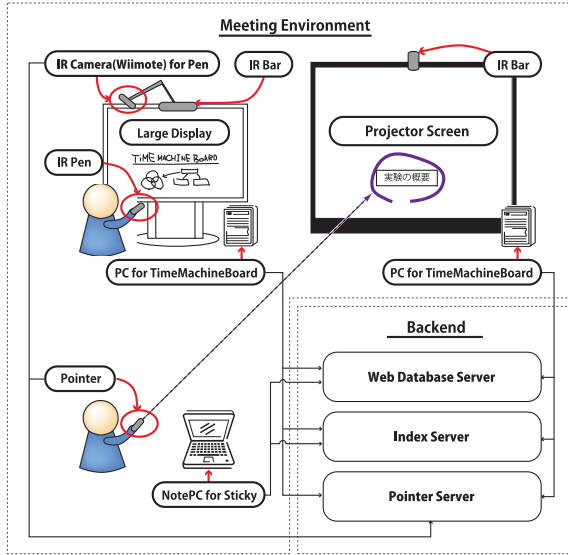 Meeting Environment
IR Camera(Wiimote) for Pen
IR Bar
IR Bar
Large Display
Projector Screen
TiME MACHINE BOARD
IR Pen
実験の概要
PC for TimeMachineBoard
PC for TimeMachineBoard
Backend
Pointer
Web Database Server
Index Server
NotePC for Sticky
Pointer Server